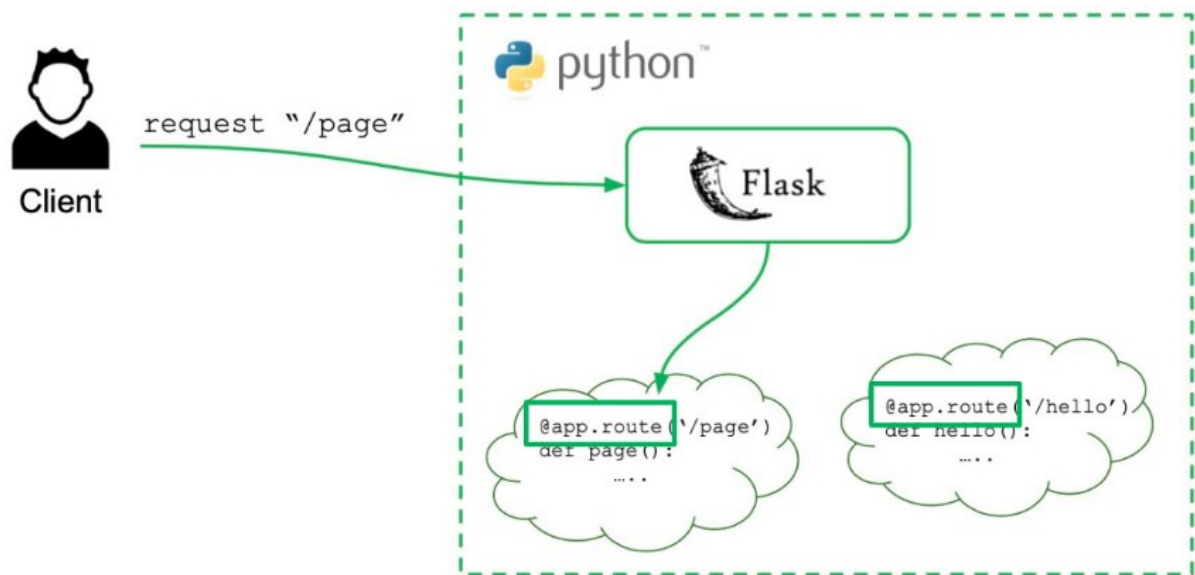 python™
request “/page”
Flask
Client
@app.route(‘/page’)
def page():
…..
@app.route(‘/hello’)
def hello():
…..